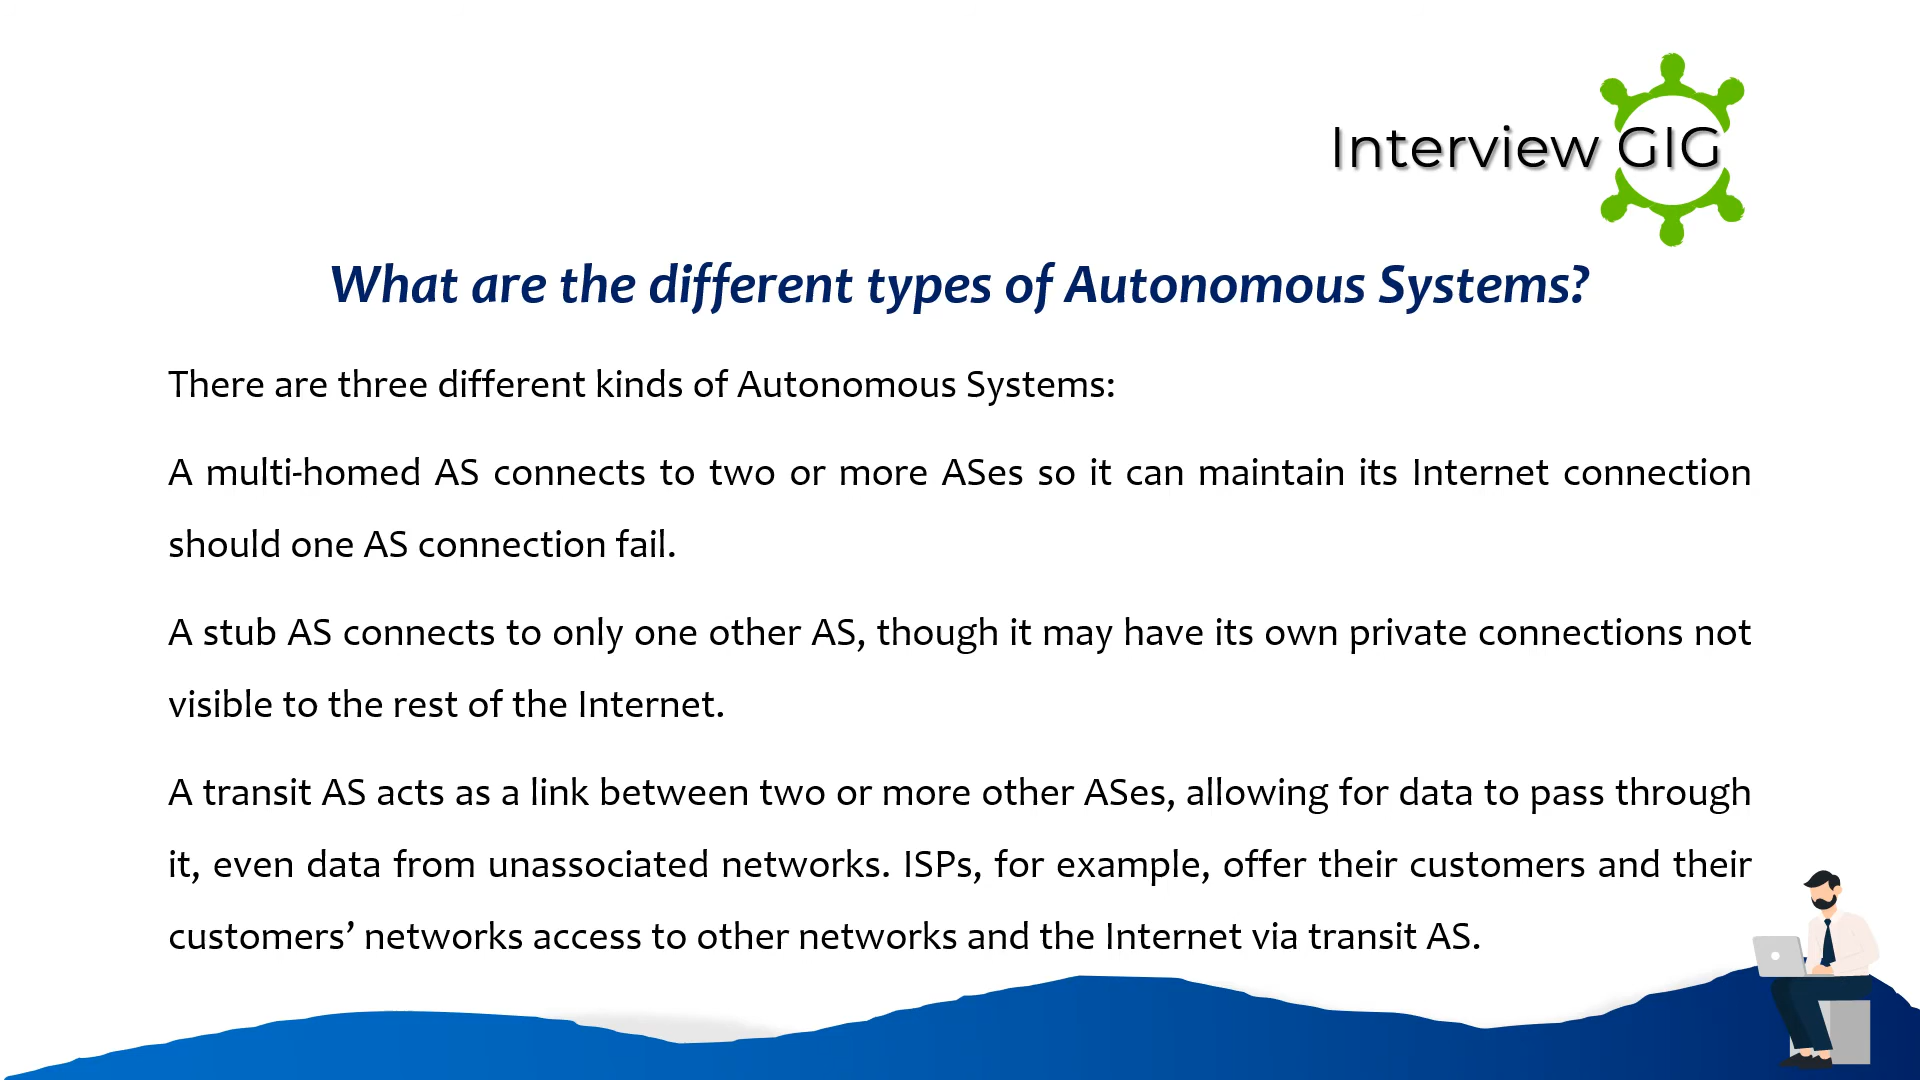 Interview GIG
What are the different types of Autonomous Systems?
There are three different kinds of Autonomous Systems:
A multi-homed AS connects to two or more ASes so it can maintain its Internet connection
should one AS connection fail.
A stub AS connects to only one other AS, though it may have its own private connections not
visible to the rest of the Internet.
A transit AS acts as a link between two or more other ASes, allowing for data to pass through
it, even data from unassociated networks. ISPs, for example, offer their customers and their
customers’ networks access to other networks and the Internet via transit AS.